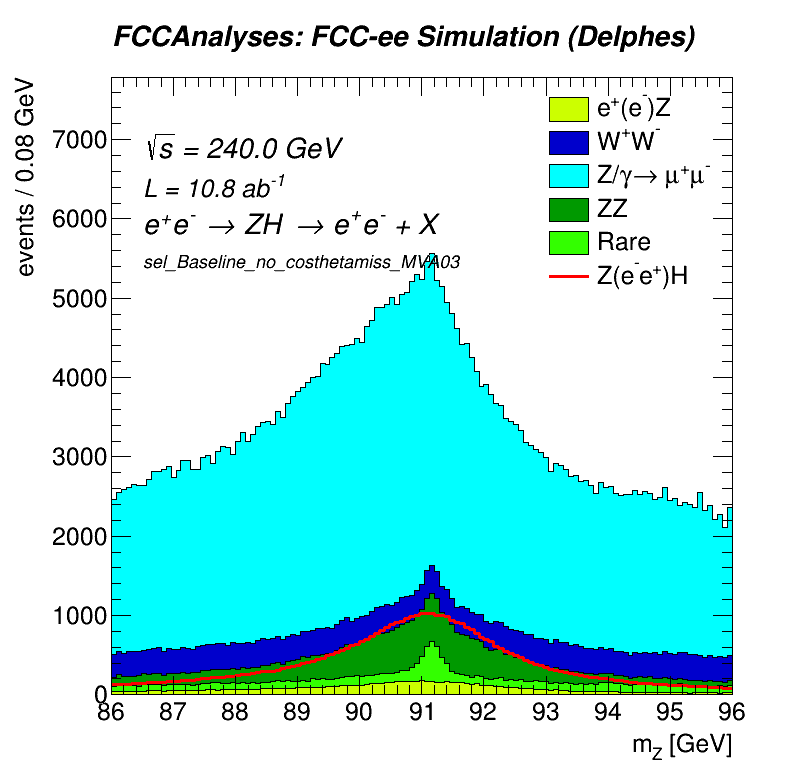 FCCAnalyses: FCC-ee Simulation (Delphes)
events / 0.08 GeV
√s = 240.0 GeV
L = 10.8 ab⁻¹
e⁺e⁻ → ZH → e⁺e⁻ + X
sel_Baseline_no_costhetamiss_MVA03
e⁺(e⁻)Z
W⁺W⁻
Z/γ→ μ⁺μ⁻
ZZ
Rare
Z(e⁻e⁺)H
7000
6000
5000
4000
3000
2000
1000
0
86 87 88 89 90 91 92 93 94 95 96
m_Z [GeV]